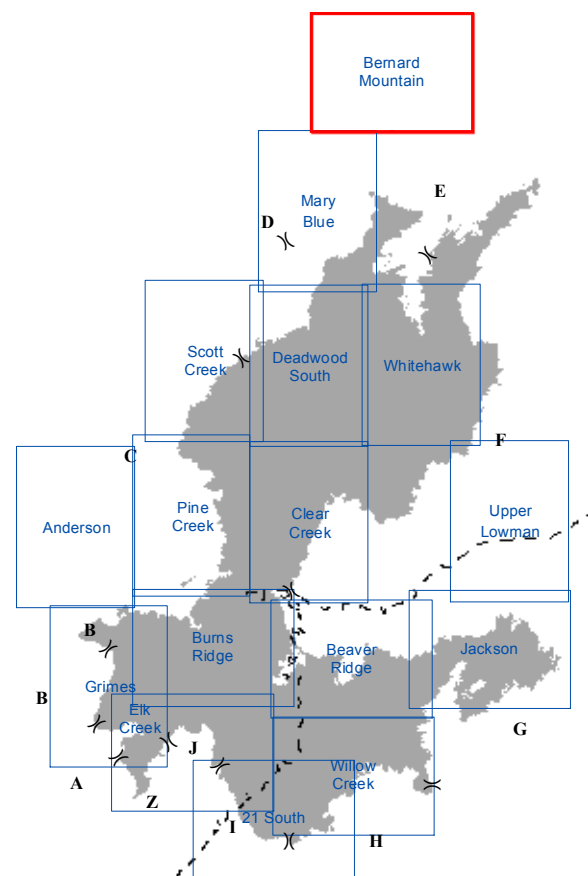 Bernard
Mountain
E
Mary
Blue
D
Scott
Creek
Deadwood
South
Whitehawk
F
C
Anderson
Pine
Creek
Clear
Creek
Upper
Lowman
B
Burns
Ridge
Beaver
Ridge
Jackson
B
Grimes
Elk
Creek
G
J
A
Z
Willow
Creek
I
21 South
H